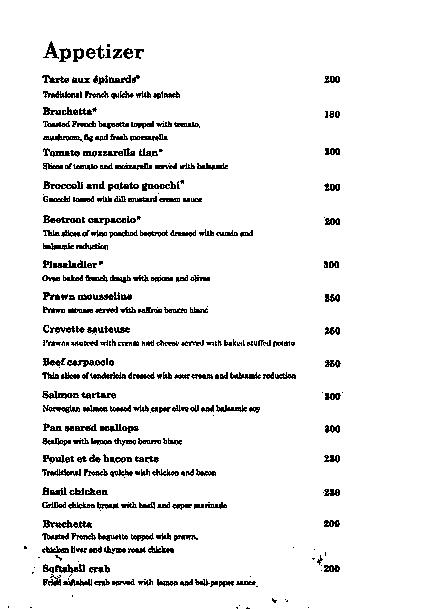 Appetizer
Tarte aux épinards* 200
Traditional French quiche with spinach
Bruchetta* 180
Toasted French baguette topped with tomato,
mushroom, fig and fresh mozzarella
Tomato mozzarella tian* 300
Slices of tomato and mozzarella served with balsamic
Broccoli and potato gnocchi* 200
Gnocchi tossed with dill mustard cream sauce
Beetroot carpaccio* 200
Thin slices of wine poached beetroot dressed with and
balsamic reduction
Pissaladier* 300
Oven baked french dough with onions and olives
Prawn mousseline 350
Prawn mousse served with saffron beurre blanc
Crevette sauteuse 260
Prawns sauteed with cream and cheese served with baked stuffed potato
Beef carpaccio 250
Thin slices of tenderloin dressed with sour cream and balsamic reduction
Salmon tartare 300
Norwegian salmon tossed with caper olive oil and balsamic soy
Pan seared scallops 300
Scallops with lemon thyme beurre blanc
Poulet et de bacon tarte 230
Traditional French quiche with chicken and bacon
Basil chicken 230
Grilled chicken breast with basil and caper marinade
Bruchetta 200
Toasted French baguette topped with prawn,
chicken liver and thyme roast chicken
Softshell crab 200
Fried softshell crab served with lemon and bell-pepper sauce